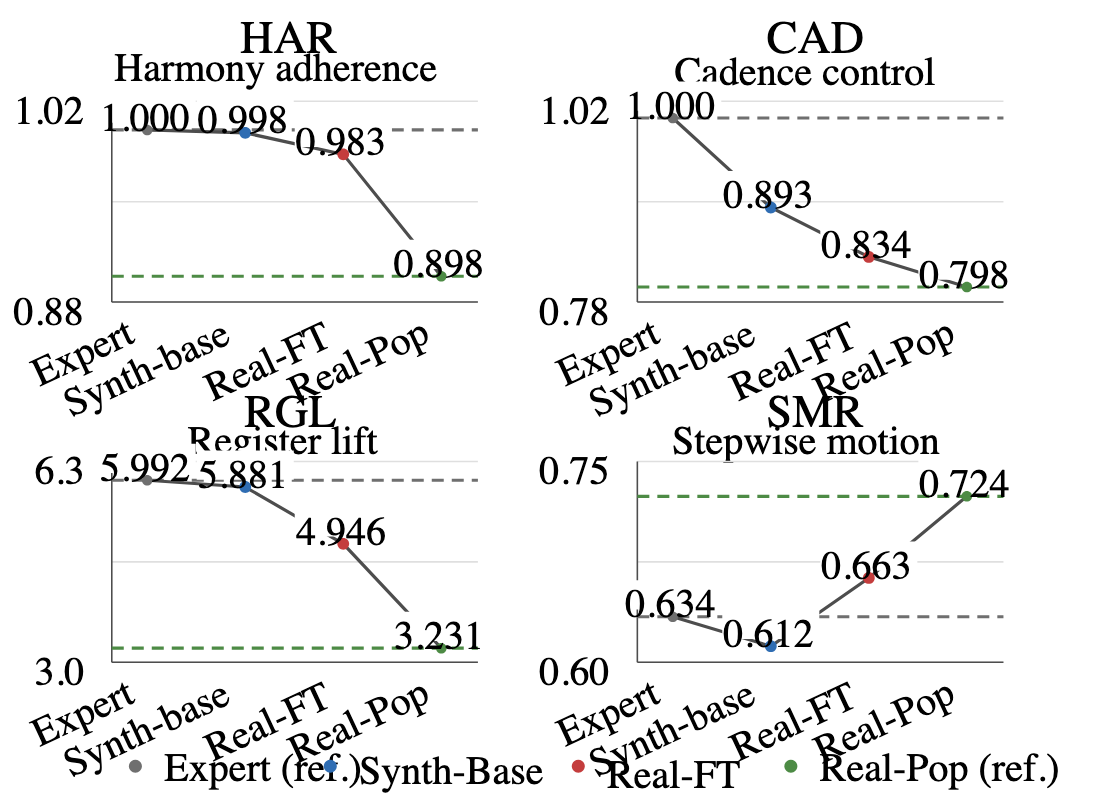 HAR
Harmony adherence
1.02
1.000 0.998
0.983
0.898
0.88
Expert
Synth-base
Real-FT
Real-Pop
CAD
Cadence control
1.02
1.000
0.893
0.834
0.798
0.78
Expert
Synth-base
Real-FT
Real-Pop
RGL
Register lift
6.3
5.992 5.881
4.946
3.231
3.0
Expert
Synth-base
Real-FT
Real-Pop
SMR
Stepwise motion
0.75
0.724
0.663
0.634
0.612
0.60
Expert
Synth-base
Real-FT
Real-Pop
Expert (ref.) Synth-Base Real-FT Real-Pop (ref.)